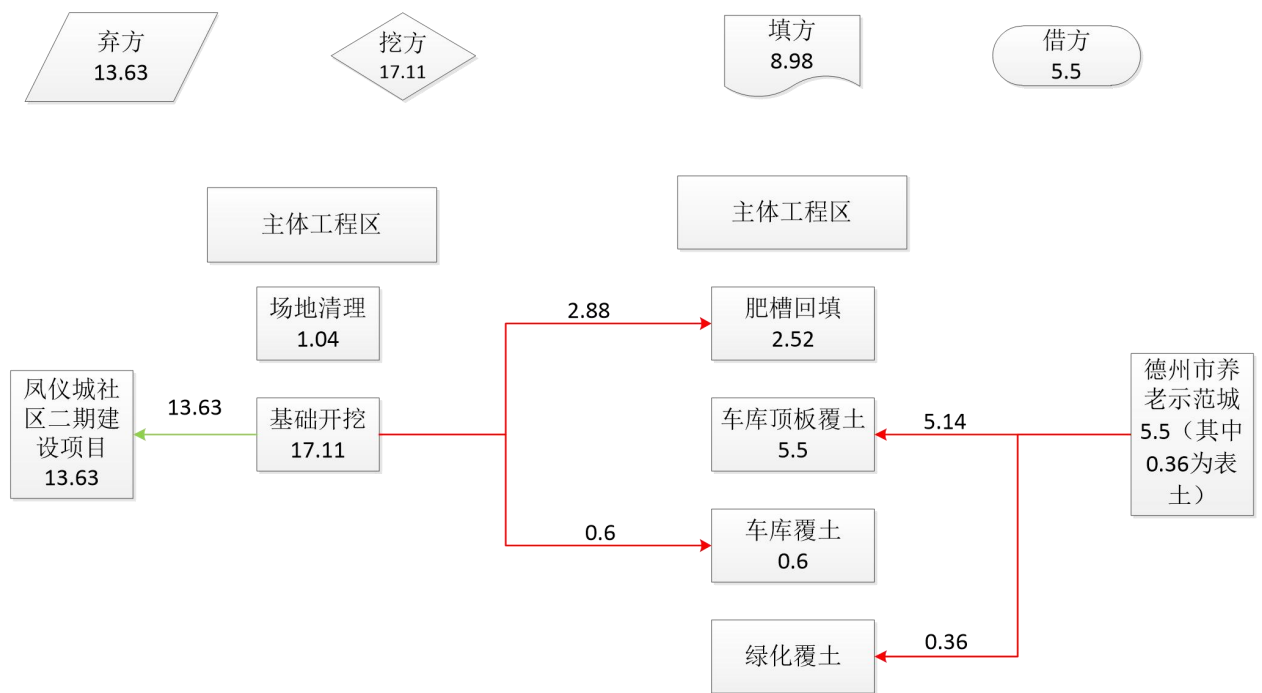 弃方
13.63
挖方
17.11
填方
8.98
借方
5.5
主体工程区
主体工程区
场地清理
1.04
2.88
肥槽回填
2.52
凤仪城社
区二期建
设项目
13.63
13.63
基础开挖
17.11
车库顶板覆土
5.5
5.14
德州市养
老示范城
5.5（其中
0.36为表
土）
0.6
车库覆土
0.6
绿化覆土
0.36